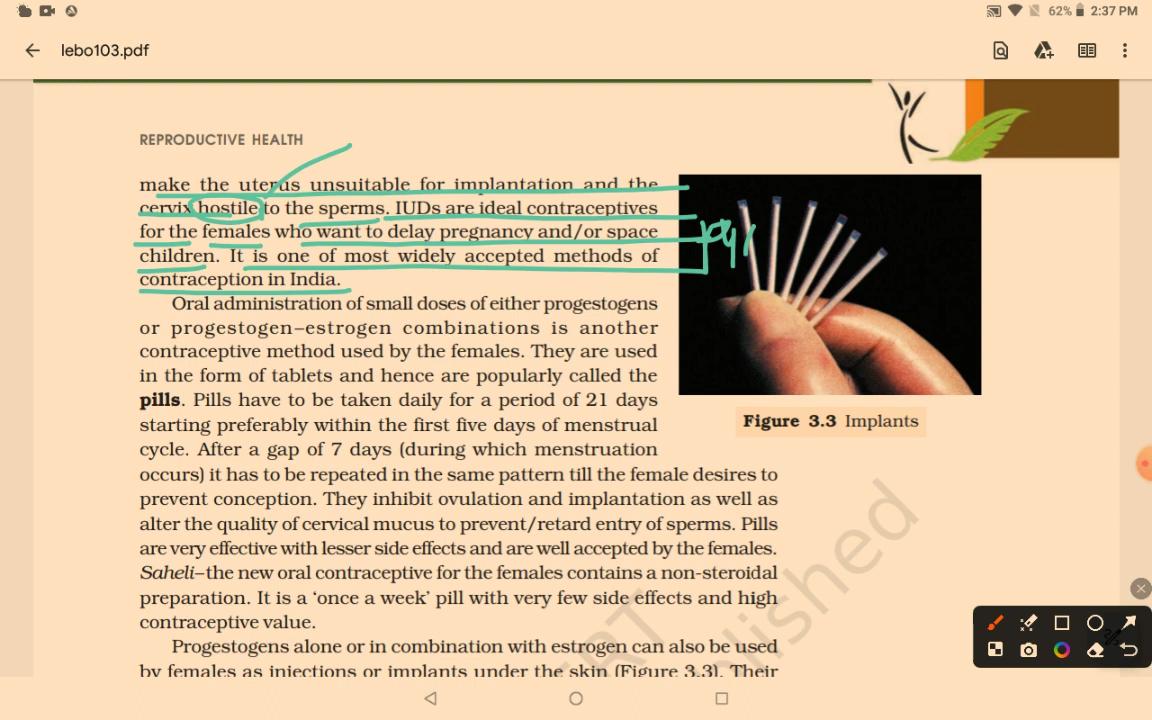 62% 2:37 PM
lebo103.pdf
REPRODUCTIVE HEALTH
make the uterus unsuitable for implantation and the
cervix hostile to the sperms. IUDs are ideal contraceptives
for the females who want to delay pregnancy and/or space
children. It is one of most widely accepted methods of
contraception in India.
Oral administration of small doses of either progestogens
or progestogen–estrogen combinations is another
contraceptive method used by the females. They are used
in the form of tablets and hence are popularly called the
pills. Pills have to be taken daily for a period of 21 days
starting preferably within the first five days of menstrual
cycle. After a gap of 7 days (during which menstruation
occurs) it has to be repeated in the same pattern till the female desires to
prevent conception. They inhibit ovulation and implantation as well as
alter the quality of cervical mucus to prevent/retard entry of sperms. Pills
are very effective with lesser side effects and are well accepted by the females.
Saheli–the new oral contraceptive for the females contains a non-steroidal
preparation. It is a ‘once a week’ pill with very few side effects and high
contraceptive value.
Progestogens alone or in combination with estrogen can also be used
by females as injections or implants under the skin (Figure 3.3). Their
Figure 3.3 Implants